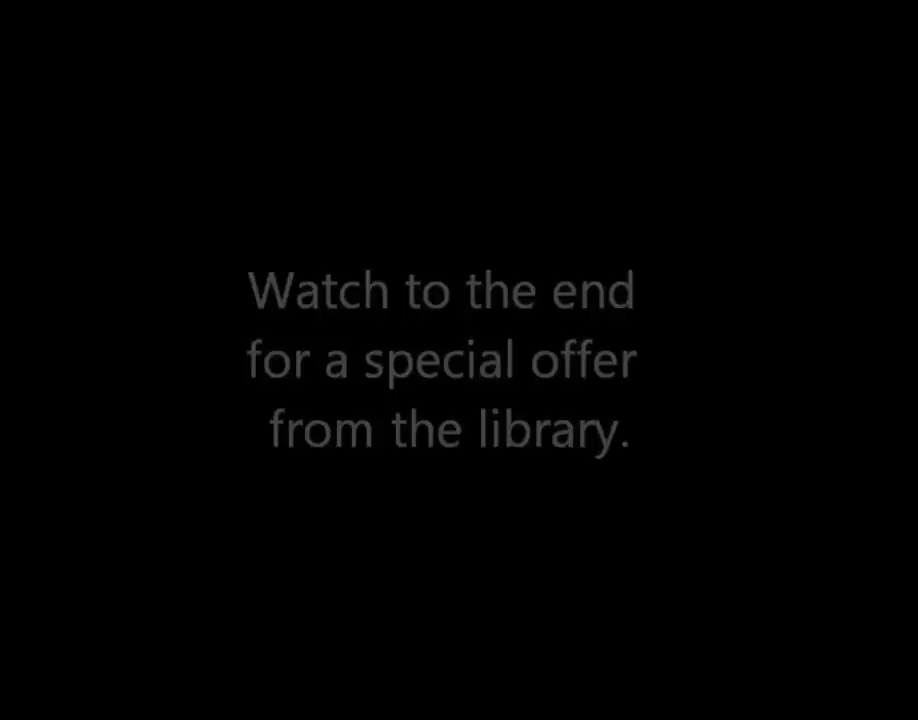 Watch to the end
for a special offer
from the library.